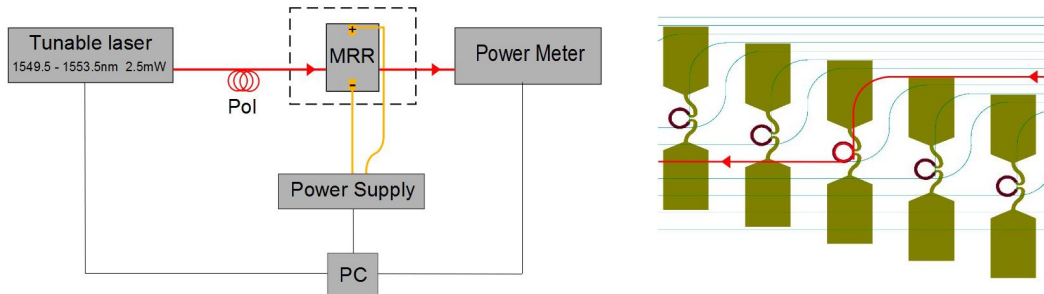 Tunable laser
1549.5 - 1553.5nm 2.5mW
Pol
+
MRR
-
Power Meter
Power Supply
PC